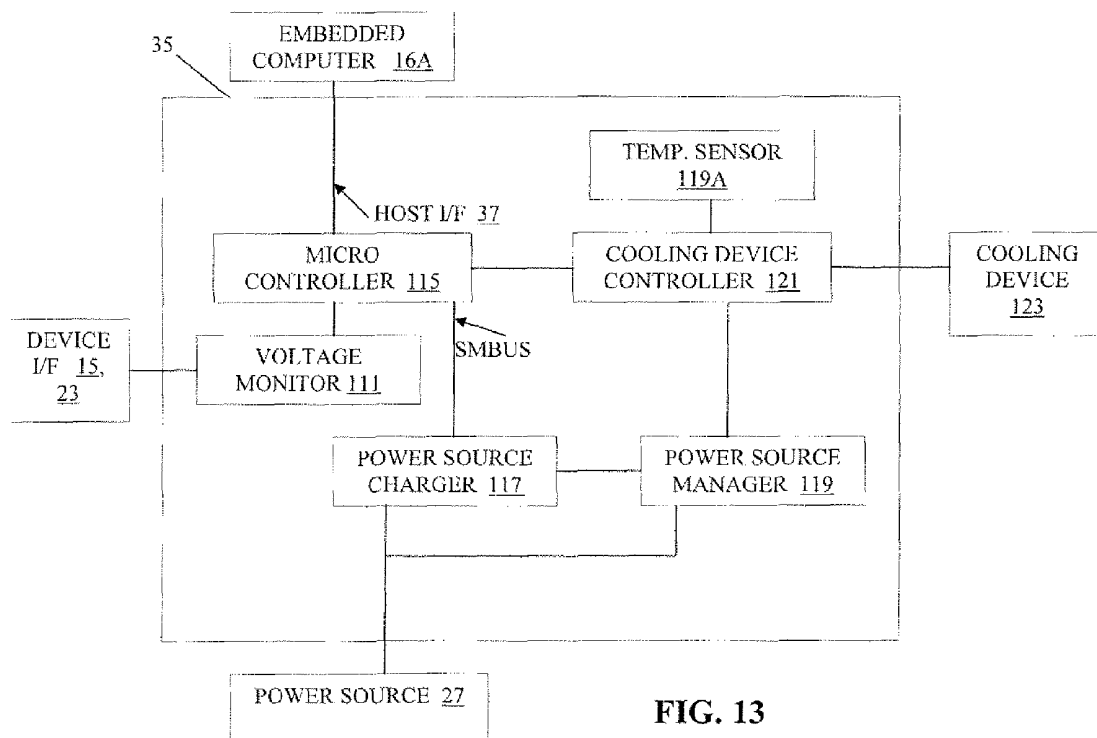 EMBEDDED
COMPUTER 16A
35
TEMP. SENSOR
119A
HOST I/F 37
MICRO
CONTROLLER 115
COOLING DEVICE
CONTROLLER 121
COOLING
DEVICE
123
DEVICE
I/F 15,
23
VOLTAGE
MONITOR 111
SMBUS
POWER SOURCE
CHARGER 117
POWER SOURCE
MANAGER 119
POWER SOURCE 27
FIG. 13